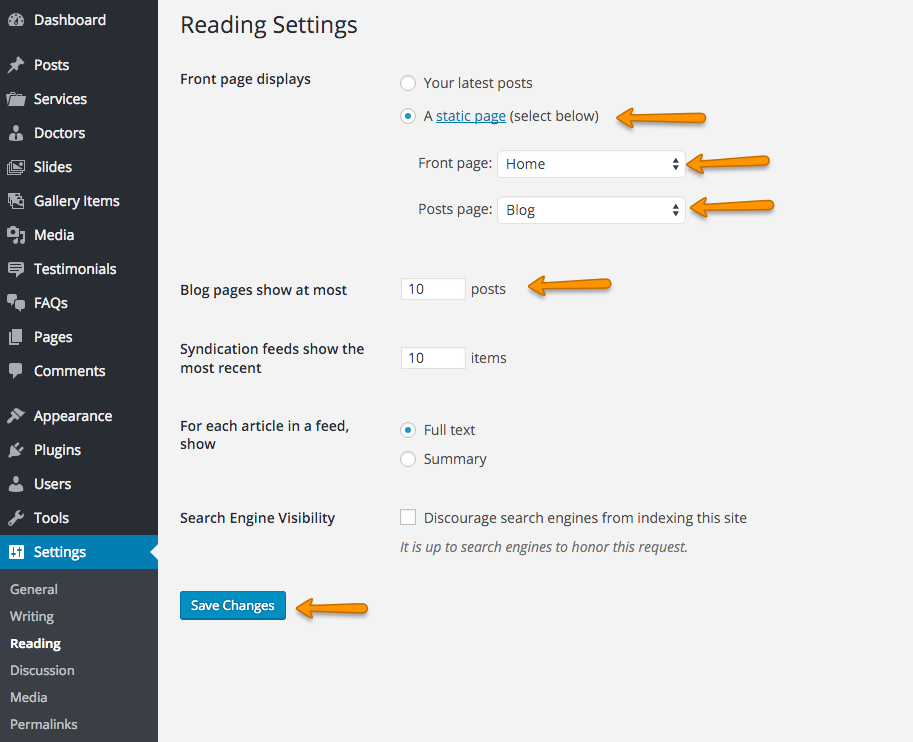 Dashboard
Posts
Services
Doctors
Slides
Gallery Items
Media
Testimonials
FAQs
Pages
Comments
Appearance
Plugins
Users
Tools
Settings
General
Writing
Reading
Discussion
Media
Permalinks
Reading Settings
Front page displays
Your latest posts
A static page (select below)
Front page: Home
Posts page: Blog
Blog pages show at most 10 posts
Syndication feeds show the
most recent
10 items
For each article in a feed,
show
Full text
Summary
Search Engine Visibility
Discourage search engines from indexing this site
It is up to search engines to honor this request.
Save Changes